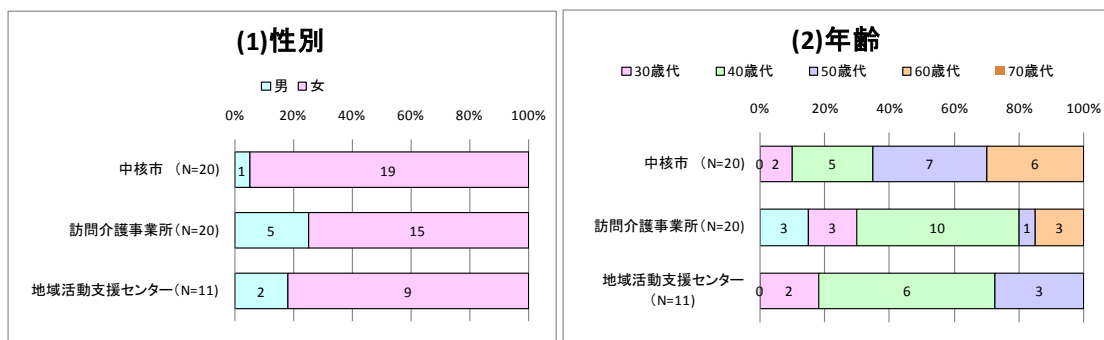 (1)性別
男 女
0% 20% 40% 60% 80% 100%
中核市 (N=20) 1 19
訪問介護事業所(N=20) 5 15
地域活動支援センター(N=11) 2 9
(2)年齢
30歳代 40歳代 50歳代 60歳代 70歳代
0% 20% 40% 60% 80% 100%
中核市 (N=20) 0 2 5 7 6
訪問介護事業所(N=20) 3 3 10 1 3
地域活動支援センター
(N=11) 0 2 6 3